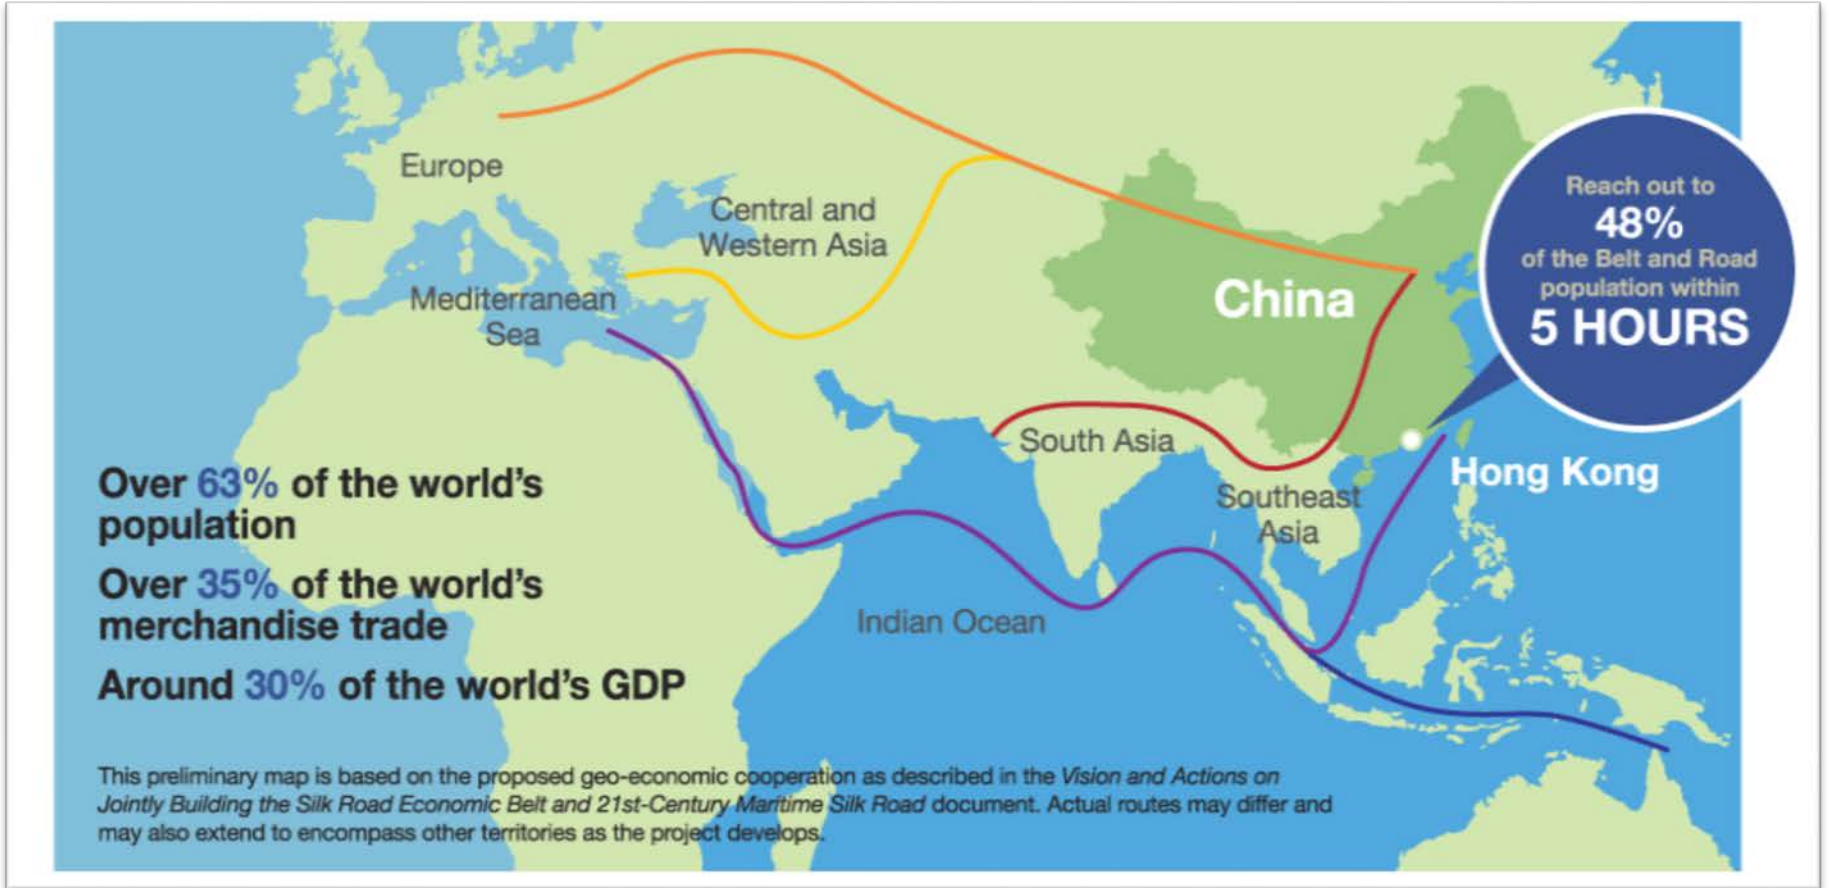 Europe
Central and
Western Asia
Mediterranean
Sea
China
Reach out to
48%
of the Belt and Road
population within
5 HOURS
South Asia
Hong Kong
Southeast
Asia
Indian Ocean
Over 63% of the world's
population
Over 35% of the world's
merchandise trade
Around 30% of the world's GDP
This preliminary map is based on the proposed geo-economic cooperation as described in the Vision and Actions on
Jointly Building the Silk Road Economic Belt and 21st-Century Maritime Silk Road document. Actual routes may differ and
may also extend to encompass other territories as the project develops.